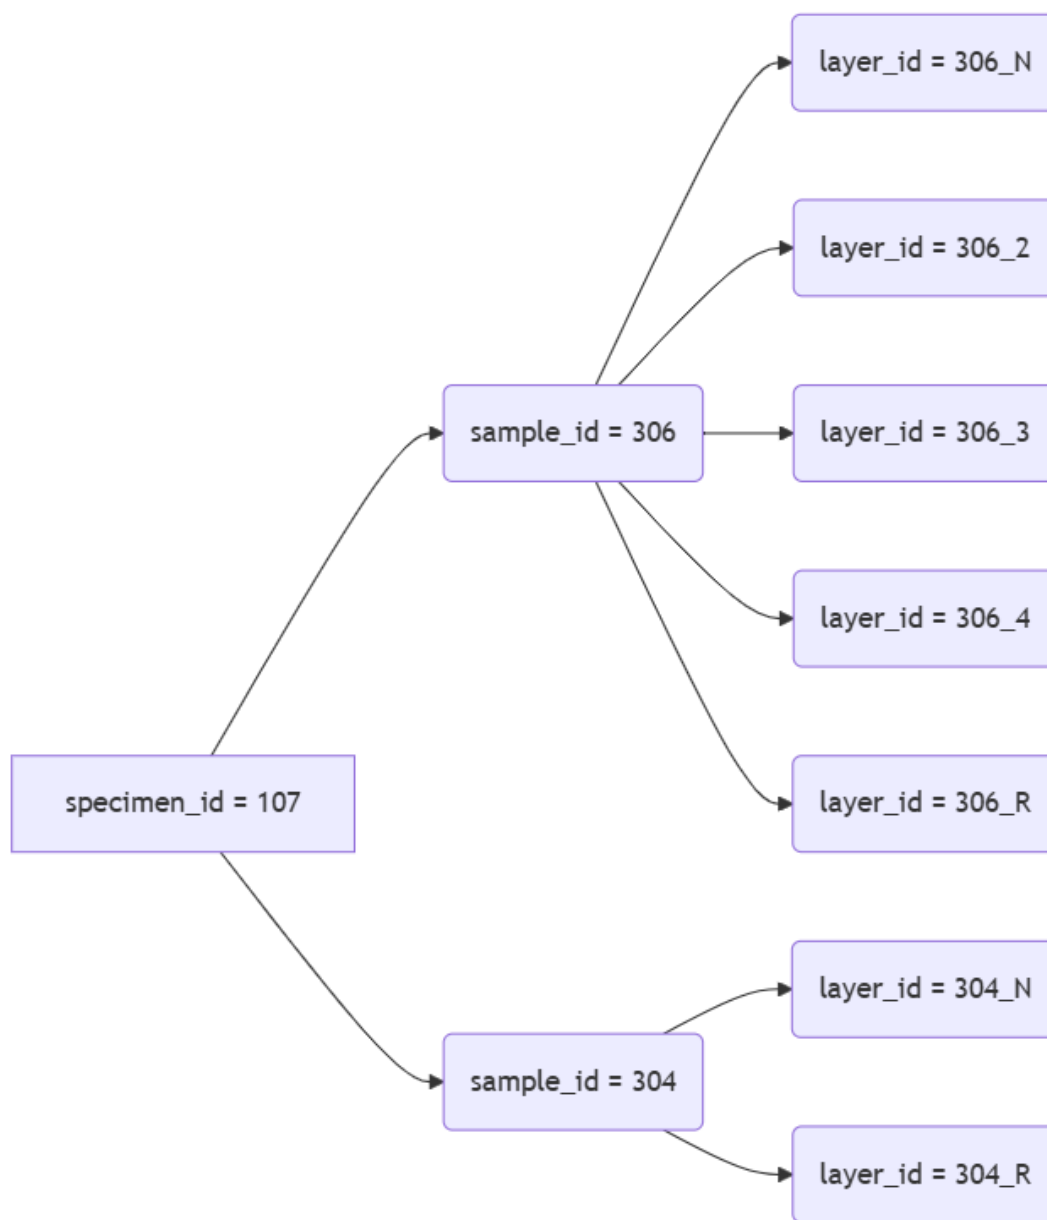 layer_id = 306_N
layer_id = 306_2
sample_id = 306
layer_id = 306_3
layer_id = 306_4
specimen_id = 107
layer_id = 306_R
layer_id = 304_N
sample_id = 304
layer_id = 304_R